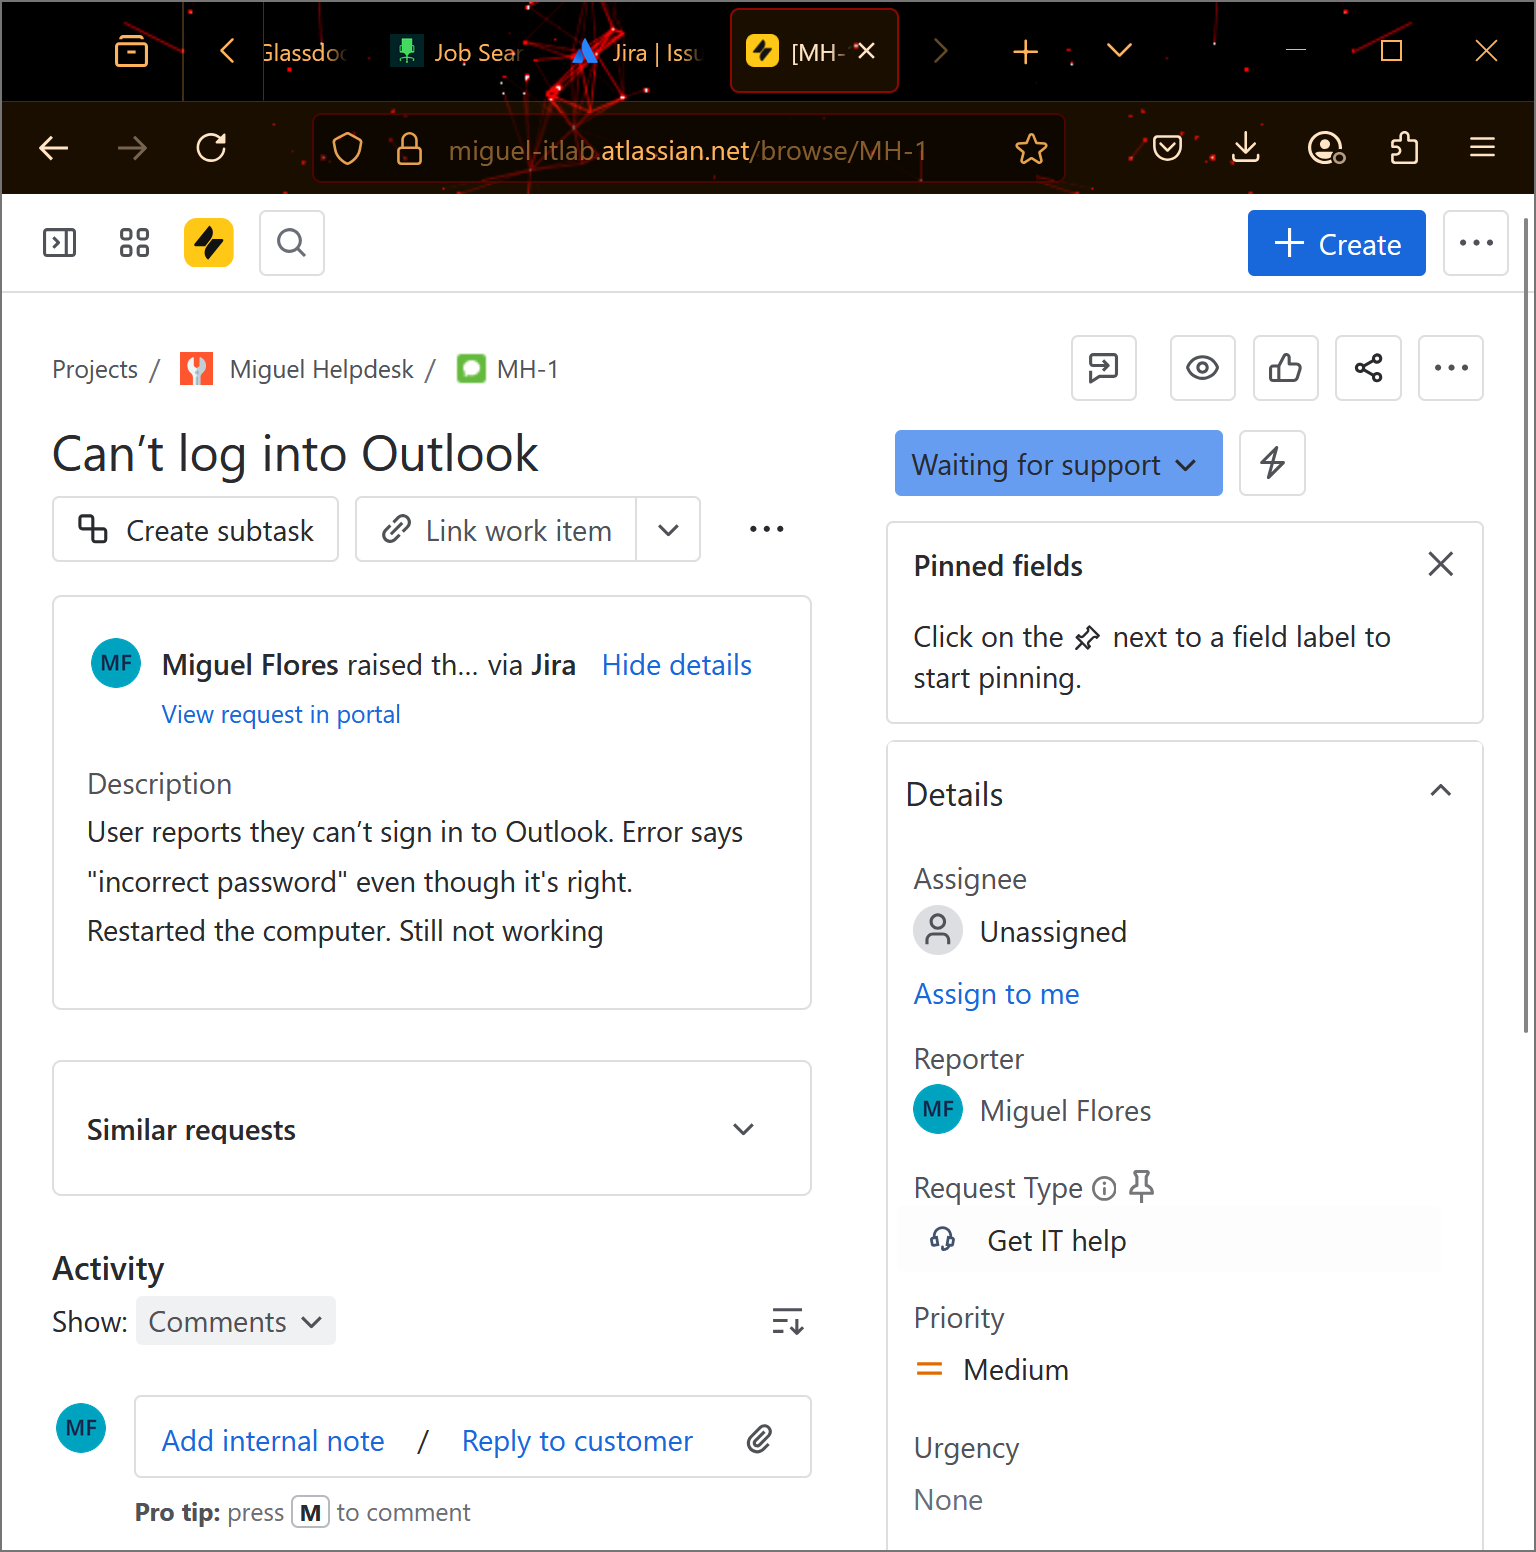 Glassdo
Job Sear
Jira | Issu
[MH-
miguel-itlab.atlassian.net/browse/MH-1
Create
Projects / Miguel Helpdesk / MH-1
Can’t log into Outlook
Waiting for support
Create subtask
Link work item
Pinned fields
Click on the next to a field label to
start pinning.
MF
Miguel Flores raised th... via Jira Hide details
View request in portal
Description
User reports they can’t sign in to Outlook. Error says
"incorrect password" even though it's right.
Restarted the computer. Still not working
Details
Assignee
Unassigned
Assign to me
Reporter
MF Miguel Flores
Request Type
Get IT help
Priority
Medium
Urgency
None
Similar requests
Activity
Show: Comments
MF
Add internal note / Reply to customer
Pro tip: press M to comment